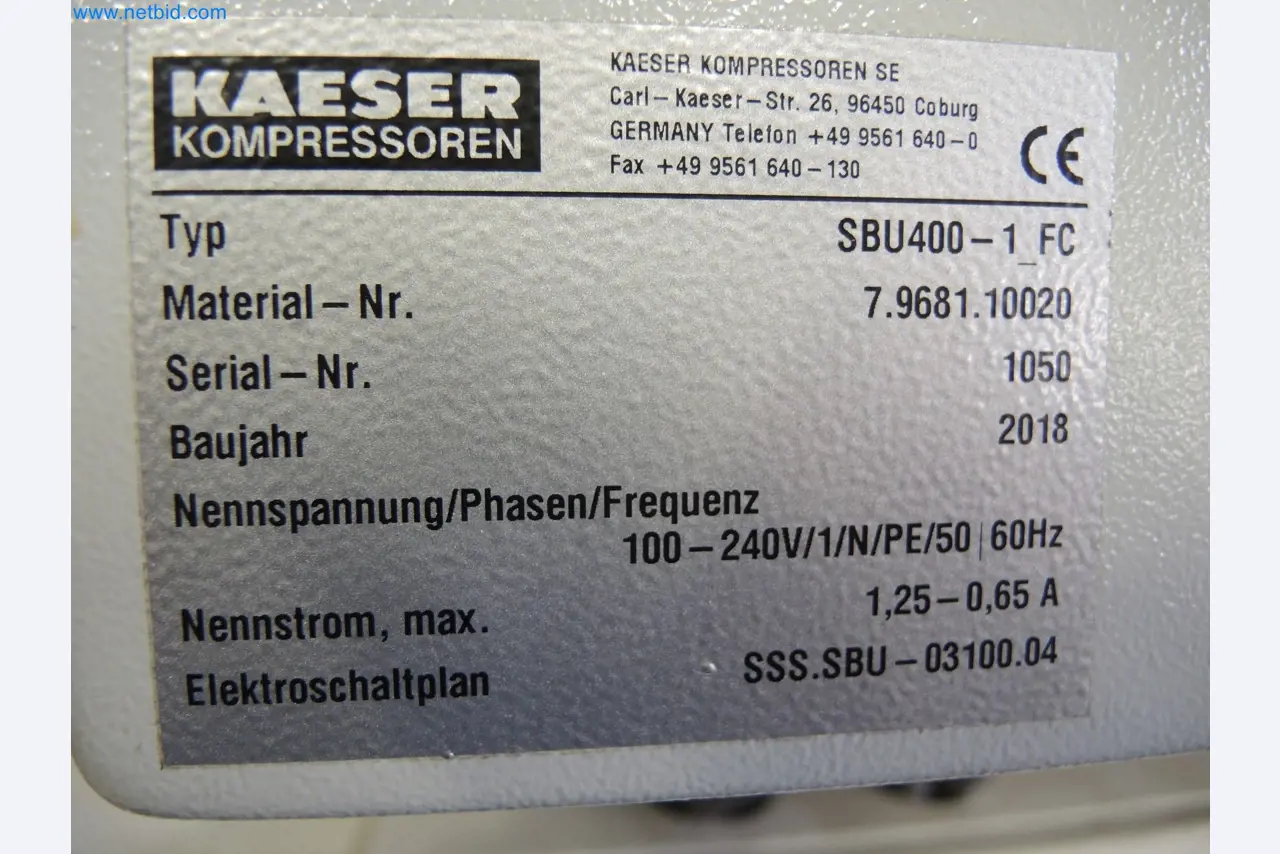 www.netbid.com
KAESER
KOMPRESSOREN
KAESER KOMPRESSOREN SE
Carl-Kaeser-Str. 26, 96450 Coburg
GERMANY Telefon +49 9561 640-0
Fax +49 9561 640-130
CE
Typ SBU400-1_FC
Material-Nr. 7.9681.10020
Serial-Nr. 1050
Baujahr 2018
Nennspannung/Phasen/Frequenz
100-240V/1/N/PE/50|60Hz
Nennstrom, max. 1,25-0,65 A
Elektroschaltplan SSS.SBU-03100.04